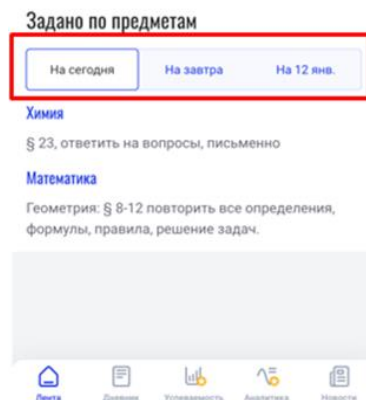 Задано по предметам
На сегодня На завтра На 12 янв.
Химия
§ 23, ответить на вопросы, письменно
Математика
Геометрия: § 8-12 повторить все определения,
формулы, правила, решение задач.
Лента Дневник Успеваемость Аналитика Новости